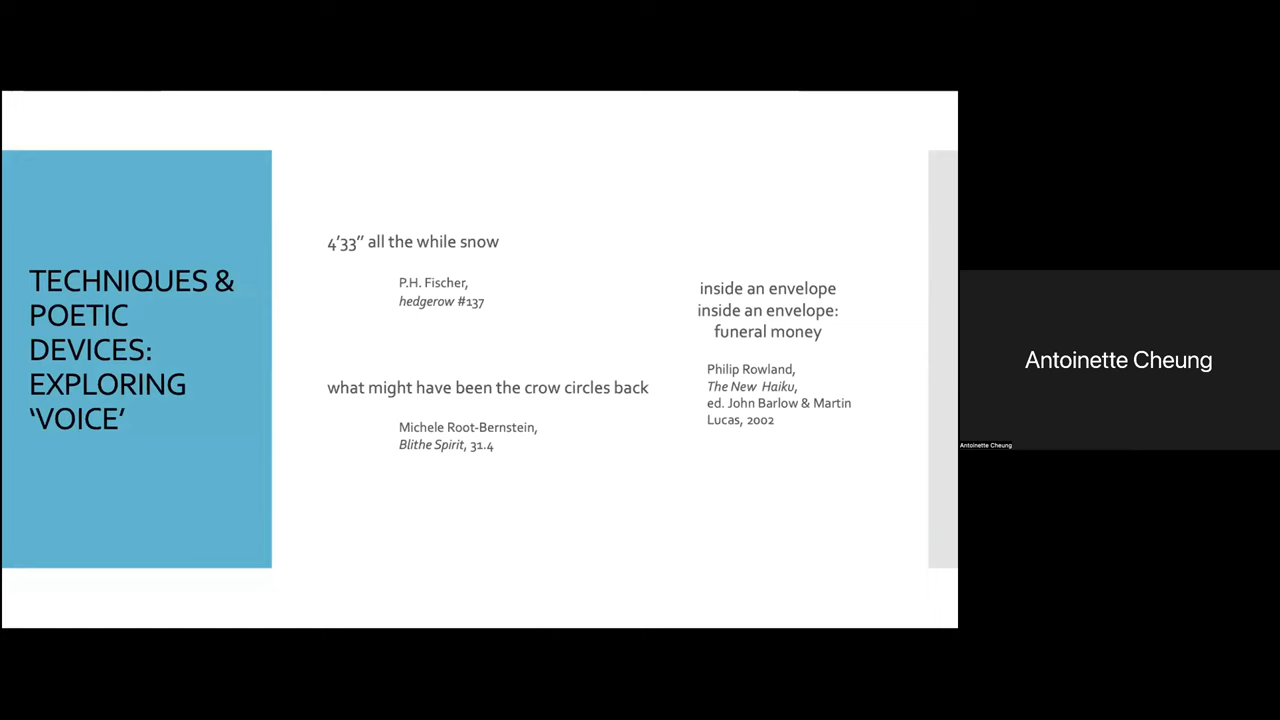 TECHNIQUES &
POETIC
DEVICES:
EXPLORING
‘VOICE’
4’33” all the while snow
P.H. Fischer,
hedgerow #137
what might have been the crow circles back
Michele Root-Bernstein,
Blithe Spirit, 31.4
inside an envelope
inside an envelope:
funeral money
Philip Rowland,
The New Haiku,
ed. John Barlow & Martin
Lucas, 2002
Antoinette Cheung
Antoinette Cheung